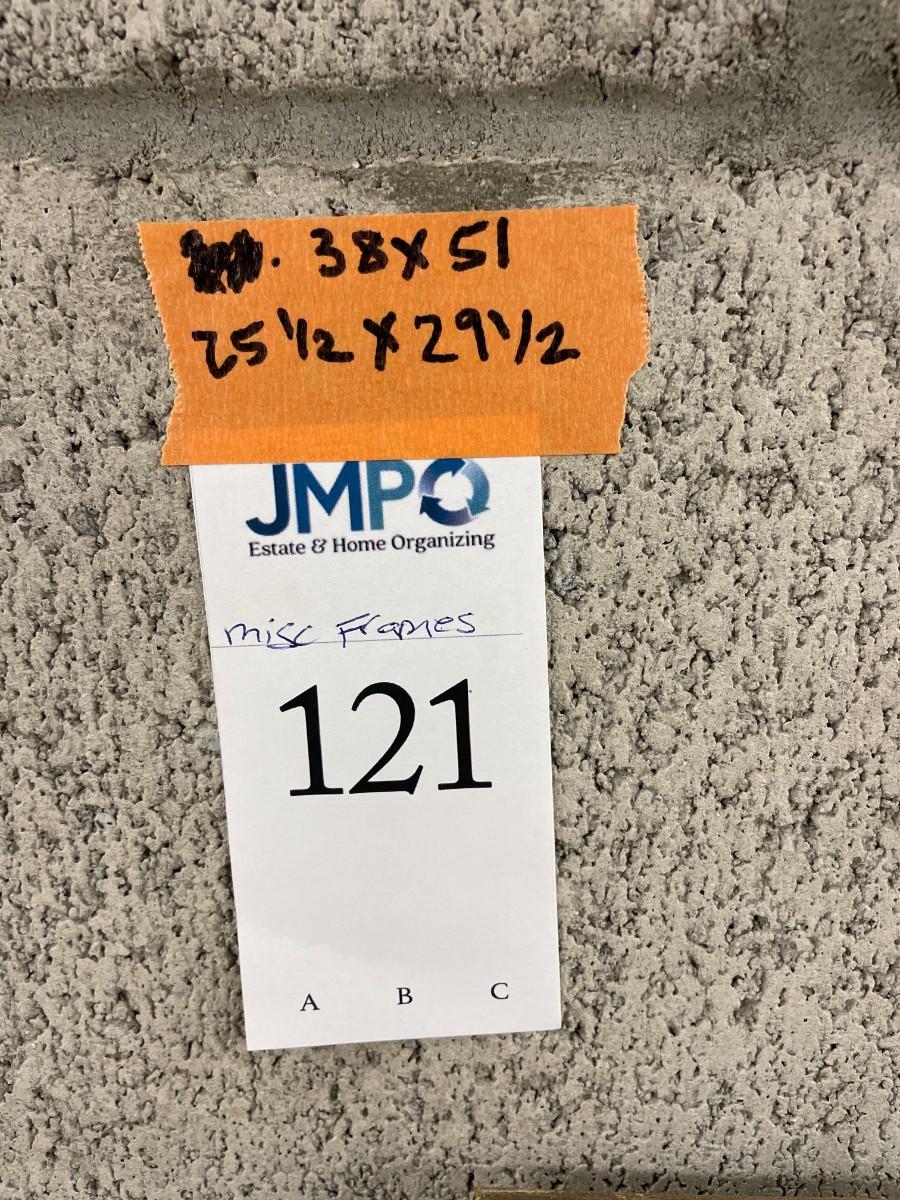 38X51
25 1/2 X 29 1/2
JMPO
Estate & Home Organizing
misc Frames
121
A B C